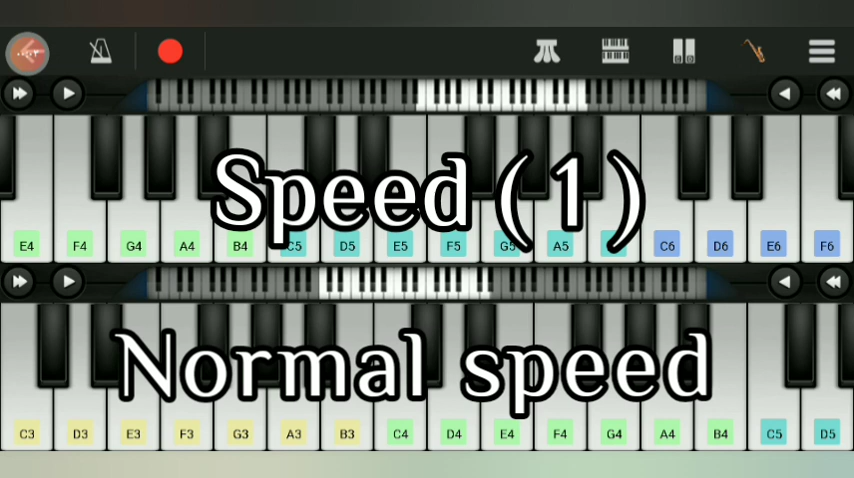 Speed (1)
E4 F4 G4 A4 B4 C5 D5 E5 F5 G5 A5 C6 D6 E6 F6
Normal speed
C3 D3 E3 F3 G3 A3 B3 C4 D4 E4 F4 G4 A4 B4 C5 D5